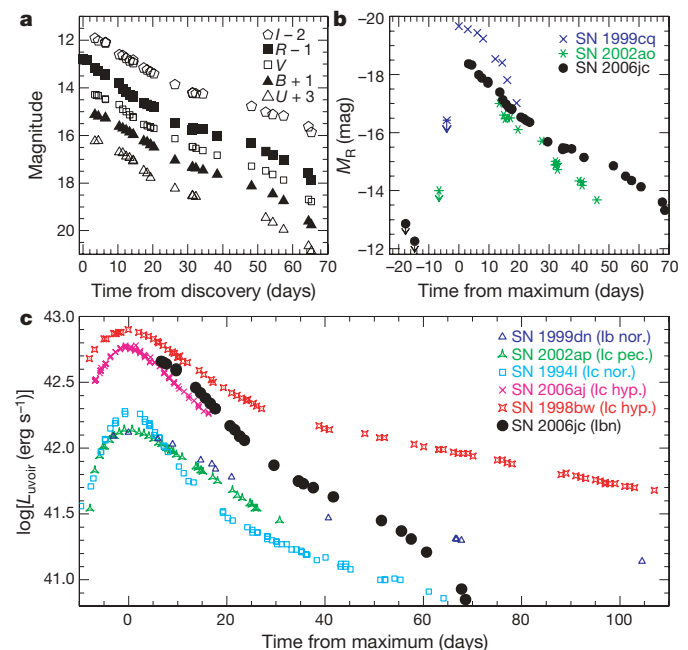 a
I – 2
R – 1
V
B + 1
U + 3
12
14
16
18
20
Magnitude
0 10 20 30 40 50 60 70
Time from discovery (days)
b
SN 1999cq
SN 2002ao
SN 2006jc
–20
–18
–16
–14
–12
M_R (mag)
–20 –10 0 10 20 30 40 50 60 70
Time from maximum (days)
c
SN 1999dn (Ib nor.)
SN 2002ap (Ic pec.)
SN 1994I (Ic nor.)
SN 2006aj (Ic hyp.)
SN 1998bw (Ic hyp.)
SN 2006jc (Ibn)
43.0
42.5
42.0
41.5
41.0
log[L_uvoir (erg s⁻¹)]
0 20 40 60 80 100
Time from maximum (days)